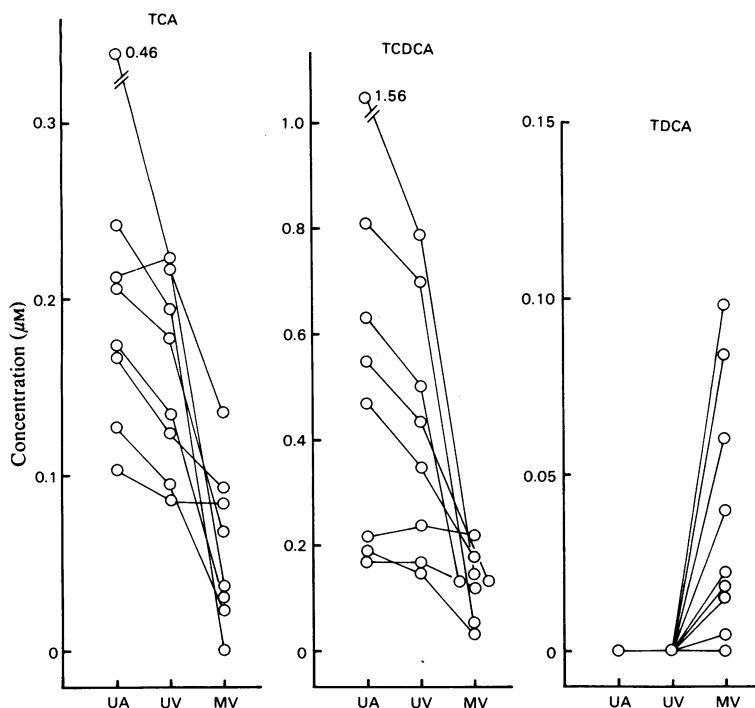 TCA
0.46
0.3
0.2
0.1
0
Concentration (μM)
UA UV MV
TCDCA
1.56
1.0
0.8
0.6
0.4
0.2
0
UA UV MV
TDCA
0.15
0.10
0.05
0
UA UV MV